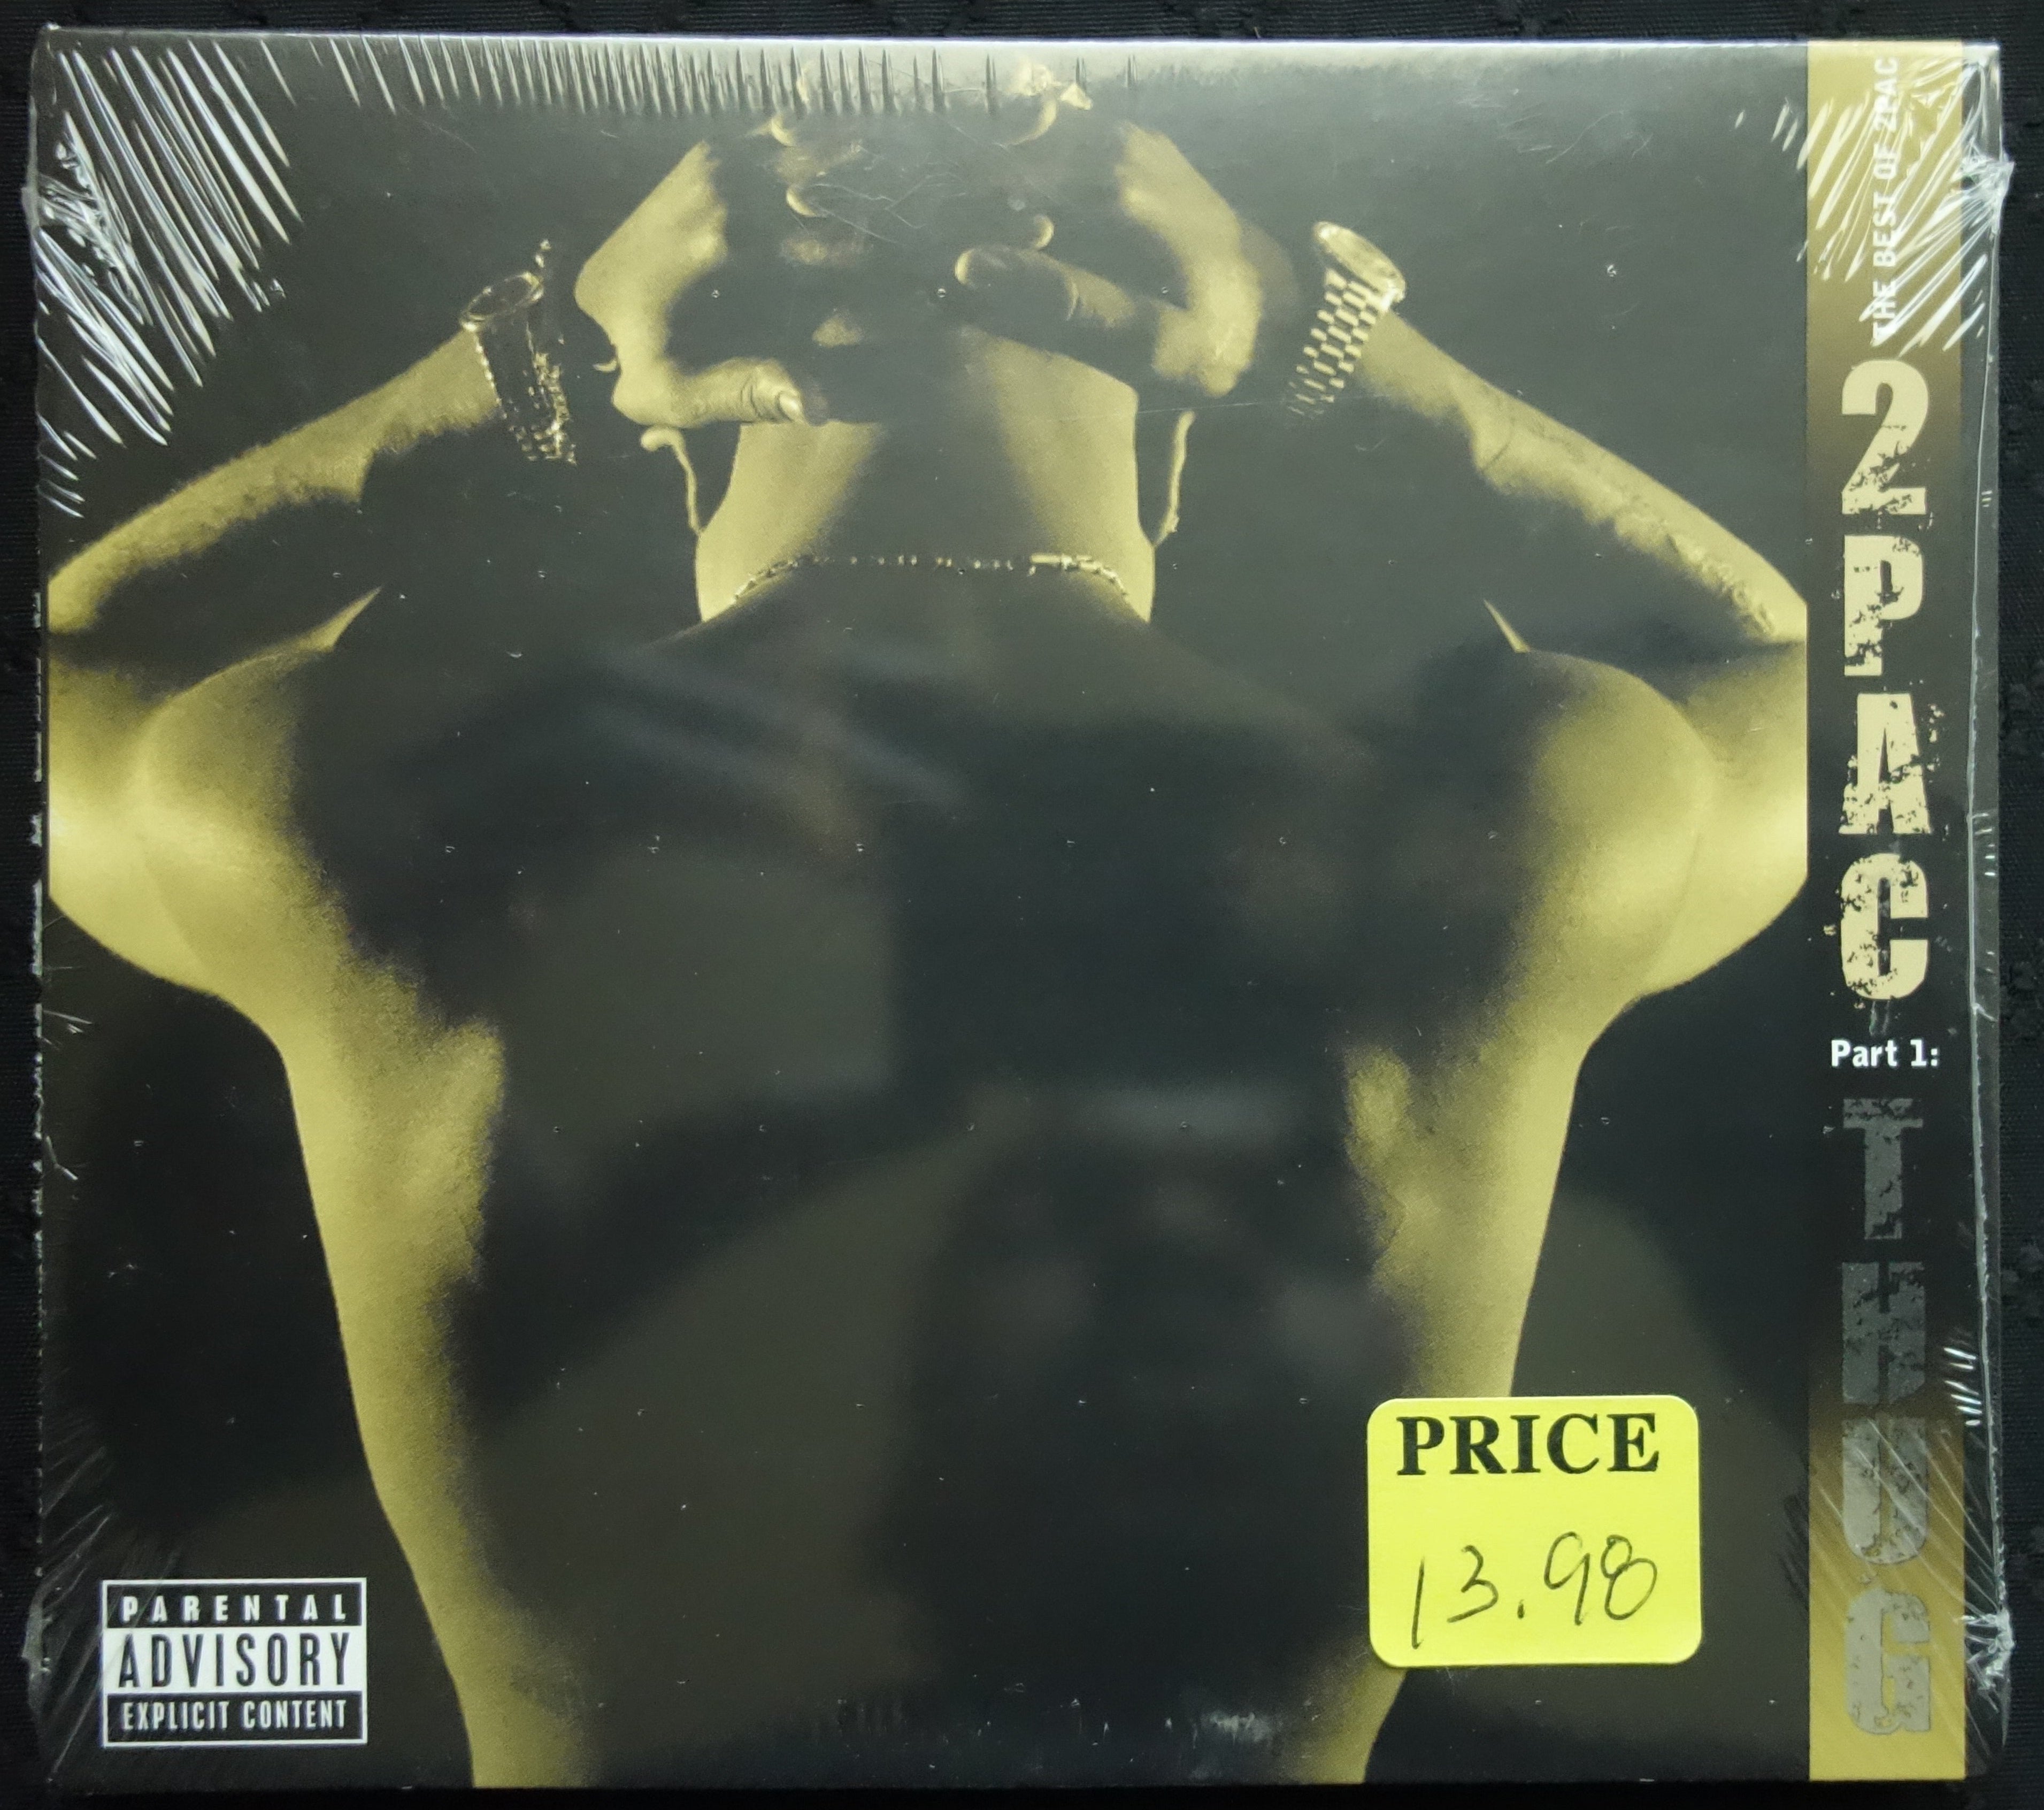 THE BEST OF 2PAC
2PAC
Part 1:
THUG
PRICE
13.98
PARENTAL
ADVISORY
EXPLICIT CONTENT